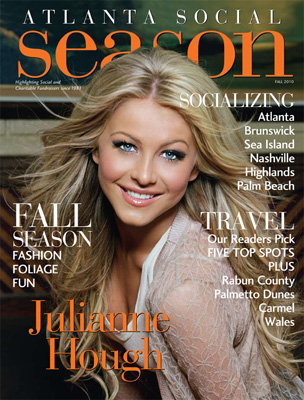 ATLANTA SOCIAL
season
Highlighting Social and
Charitable Fundraisers since 1983
FALL 2010
SOCIALIZING
Atlanta
Brunswick
Sea Island
Nashville
Highlands
Palm Beach
FALL
SEASON
FASHION
FOLIAGE
FUN
TRAVEL
Our Readers Pick
FIVE TOP SPOTS
PLUS
Rabun County
Palmetto Dunes
Carmel
Wales
Julianne
Hough